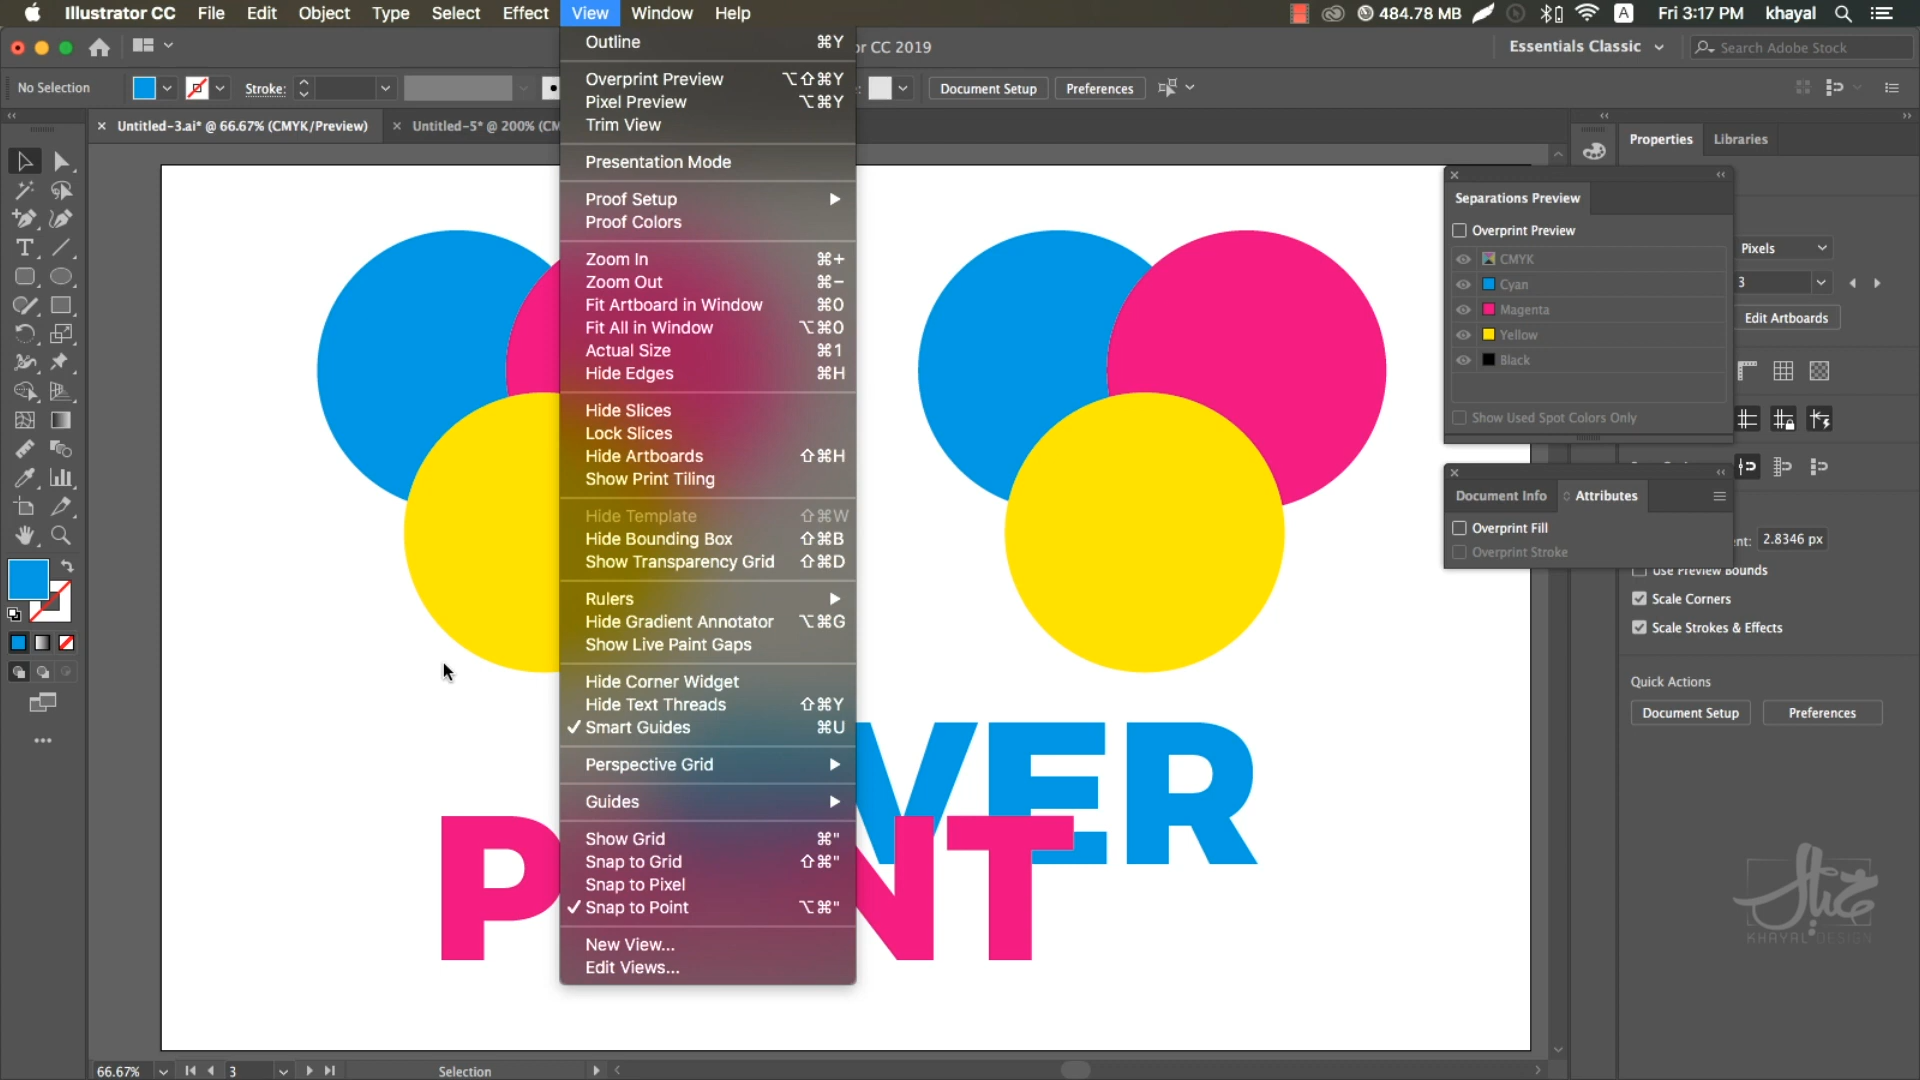 Illustrator CC File Edit Object Type Select Effect View Window Help 484.78 MB A Fri 3:17 PM khayal
r CC 2019 Essentials Classic Search Adobe Stock
No Selection Stroke: Document Setup Preferences
Untitled-3.ai* @ 66.67% (CMYK/Preview) Untitled-5* @ 200% (CM
Outline ⌘Y
Overprint Preview ⌥⇧⌘Y
Pixel Preview ⌥⌘Y
Trim View
Presentation Mode
Proof Setup
Proof Colors
Zoom In ⌘+
Zoom Out ⌘−
Fit Artboard in Window ⌘0
Fit All in Window ⌥⌘0
Actual Size ⌘1
Hide Edges ⌘H
Hide Slices
Lock Slices
Hide Artboards ⇧⌘H
Show Print Tiling
Hide Template ⇧⌘W
Hide Bounding Box ⇧⌘B
Show Transparency Grid ⇧⌘D
Rulers
Hide Gradient Annotator ⌥⌘G
Show Live Paint Gaps
Hide Corner Widget
Hide Text Threads ⇧⌘Y
✓ Smart Guides ⌘U
Perspective Grid
Guides
Show Grid ⌘"
Snap to Grid ⇧⌘"
Snap to Pixel
✓ Snap to Point ⌥⌘"
New View...
Edit Views...
VER
P NT
Properties Libraries
Separations Preview
Overprint Preview
CMYK
Cyan
Magenta
Yellow
Black
Show Used Spot Colors Only
Pixels
3
Edit Artboards
Document Info Attributes
Overprint Fill
Overprint Stroke
nt: 2.8346 px
Use Preview Bounds
Scale Corners
Scale Strokes & Effects
Quick Actions
Document Setup Preferences
خيال
KHAYAL DESIGN
66.67% 3 Selection